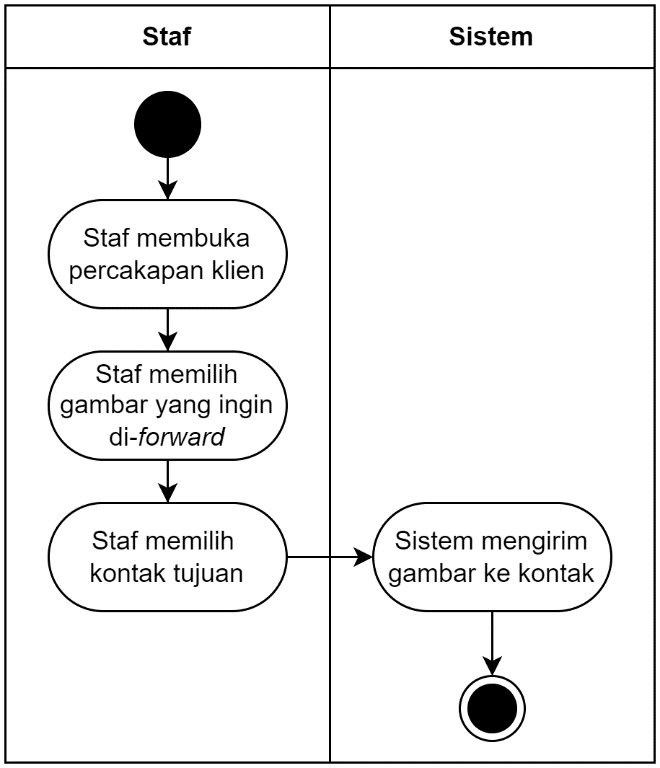 Staf
Sistem
Staf membuka
percakapan klien
Staf memilih
gambar yang ingin
di-forward
Staf memilih
kontak tujuan
Sistem mengirim
gambar ke kontak